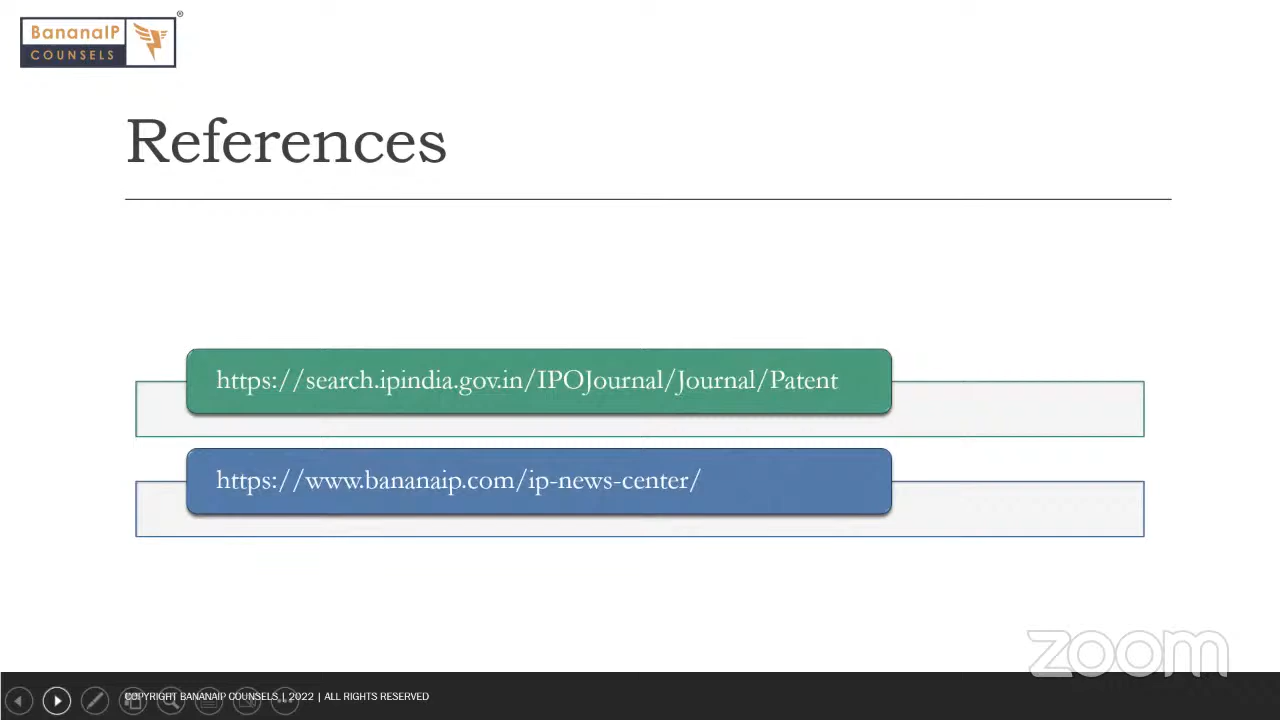 BananaIP
COUNSELS
®
References
https://search.ipindia.gov.in/IPOJournal/Journal/Patent
https://www.bananaip.com/ip-news-center/
zoom
COPYRIGHT BANANAIP COUNSELS | 2022 | ALL RIGHTS RESERVED